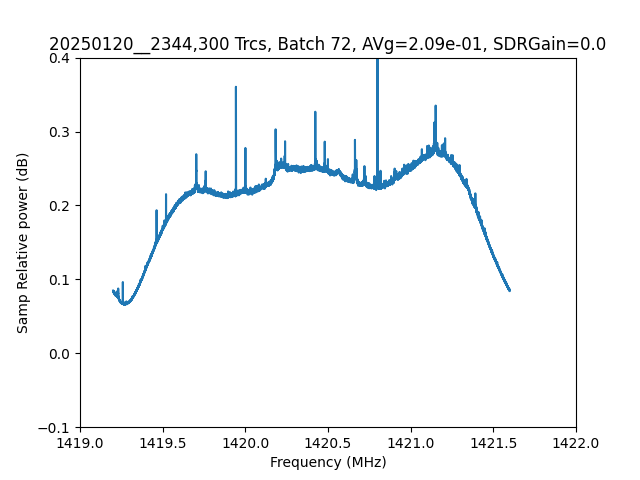 20250120__2344,300 Trcs, Batch 72, AVg=2.09e-01, SDRGain=0.0
0.4
0.3
0.2
0.1
0.0
−0.1
Samp Relative power (dB)
1419.0 1419.5 1420.0 1420.5 1421.0 1421.5 1422.0
Frequency (MHz)